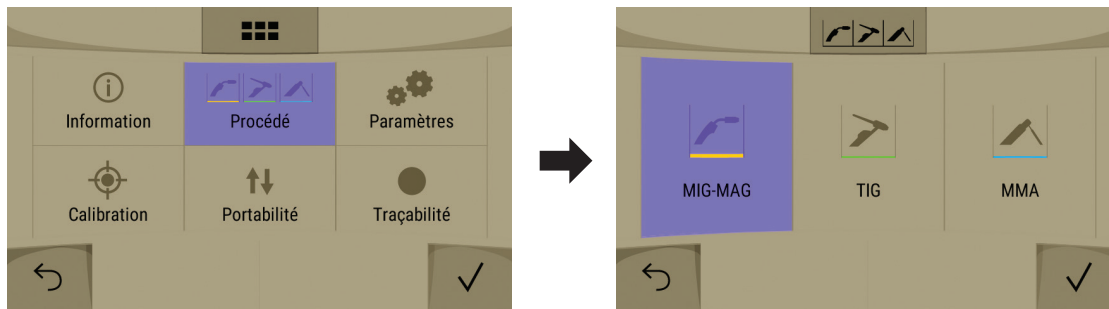 Information
Procédé
Paramètres
Calibration
Portabilité
Traçabilité
MIG-MAG
TIG
MMA